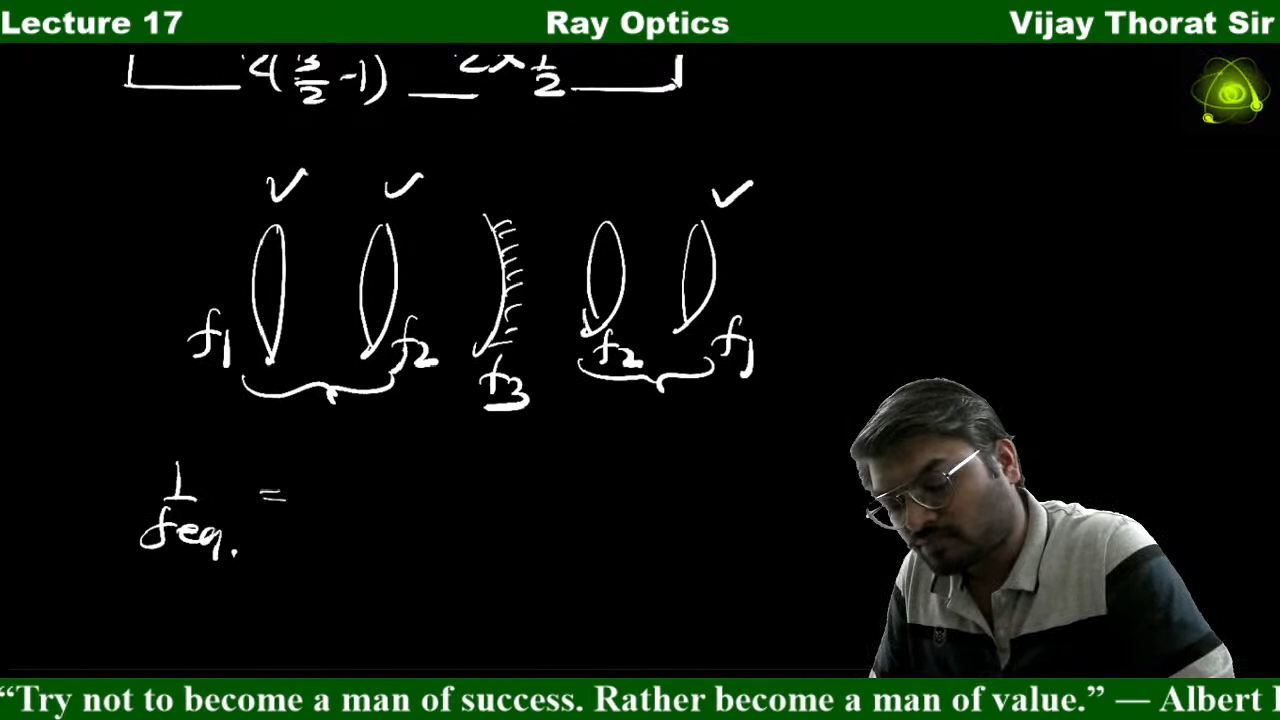 Lecture 17 Ray Optics Vijay Thorat Sir
2(3/2 -1) 2×1/2
f1 f2 f3 f2 f1
1/feq. =
“Try not to become a man of success. Rather become a man of value.” — Albert